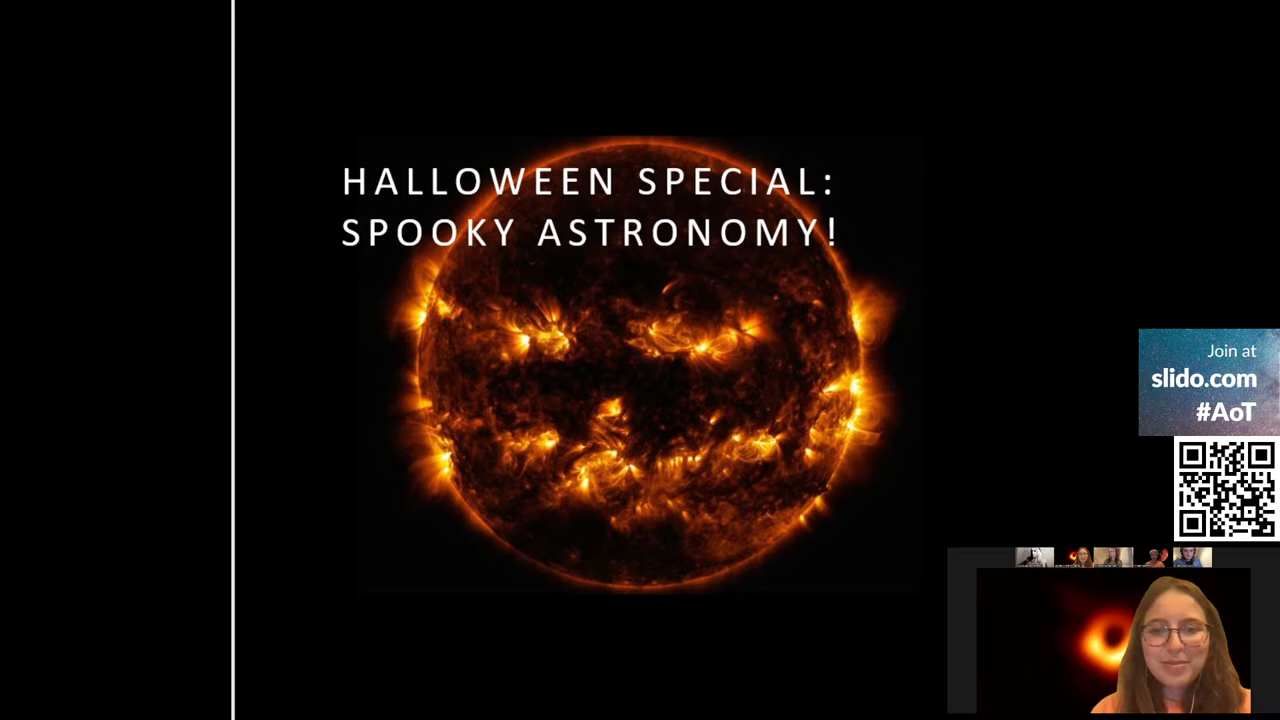 HALLOWEEN SPECIAL:
SPOOKY ASTRONOMY!
Join at
slido.com
#AoT